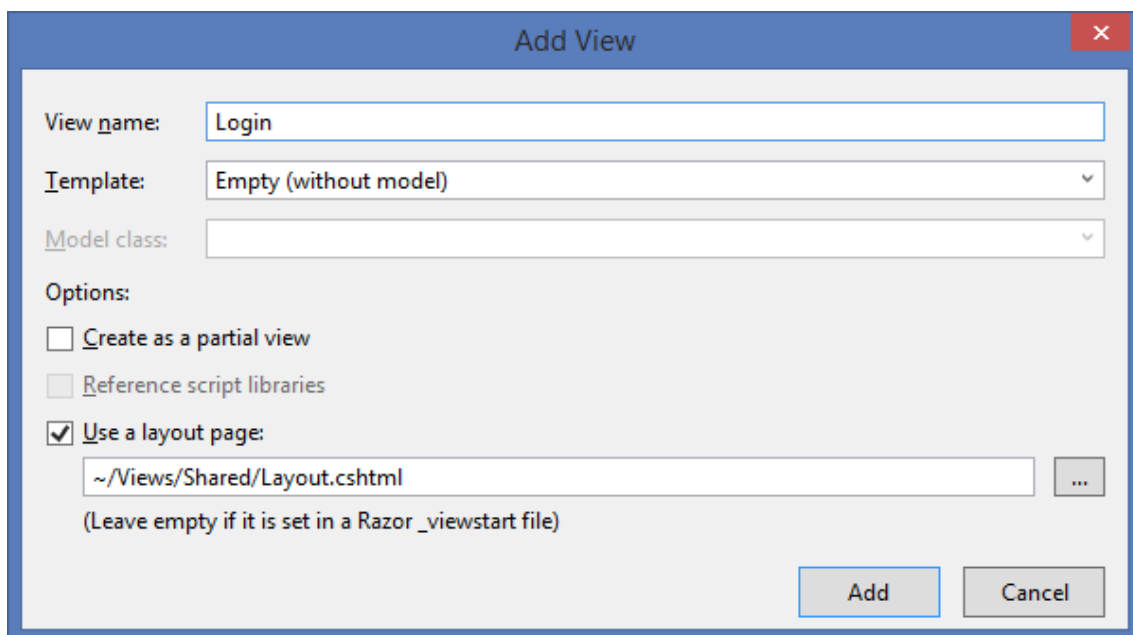 Add View
View name: Login
Template: Empty (without model)
Model class:
Options:
Create as a partial view
Reference script libraries
Use a layout page:
~/Views/Shared/Layout.cshtml ...
(Leave empty if it is set in a Razor _viewstart file)
Add Cancel